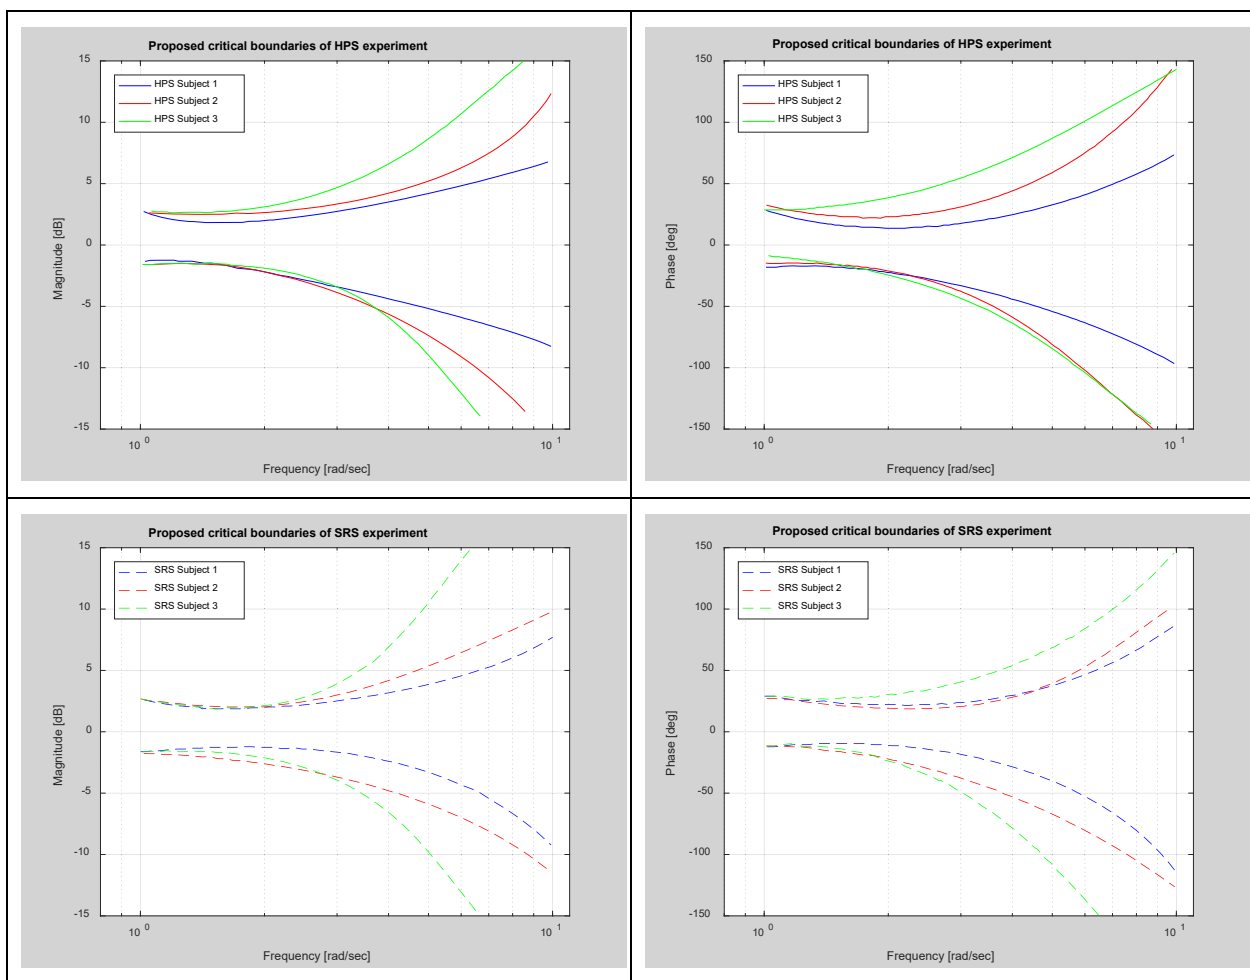 Proposed critical boundaries of HPS experiment
15
10
5
0
-5
-10
-15
Magnitude [dB]
HPS Subject 1
HPS Subject 2
HPS Subject 3
10 0
10 1
Frequency [rad/sec]
Proposed critical boundaries of HPS experiment
150
100
50
0
-50
-100
-150
Phase [deg]
HPS Subject 1
HPS Subject 2
HPS Subject 3
10 0
10 1
Frequency [rad/sec]
Proposed critical boundaries of SRS experiment
15
10
5
0
-5
-10
-15
Magnitude [dB]
SRS Subject 1
SRS Subject 2
SRS Subject 3
10 0
10 1
Frequency [rad/sec]
Proposed critical boundaries of SRS experiment
150
100
50
0
-50
-100
-150
Phase [deg]
SRS Subject 1
SRS Subject 2
SRS Subject 3
10 0
10 1
Frequency [rad/sec]